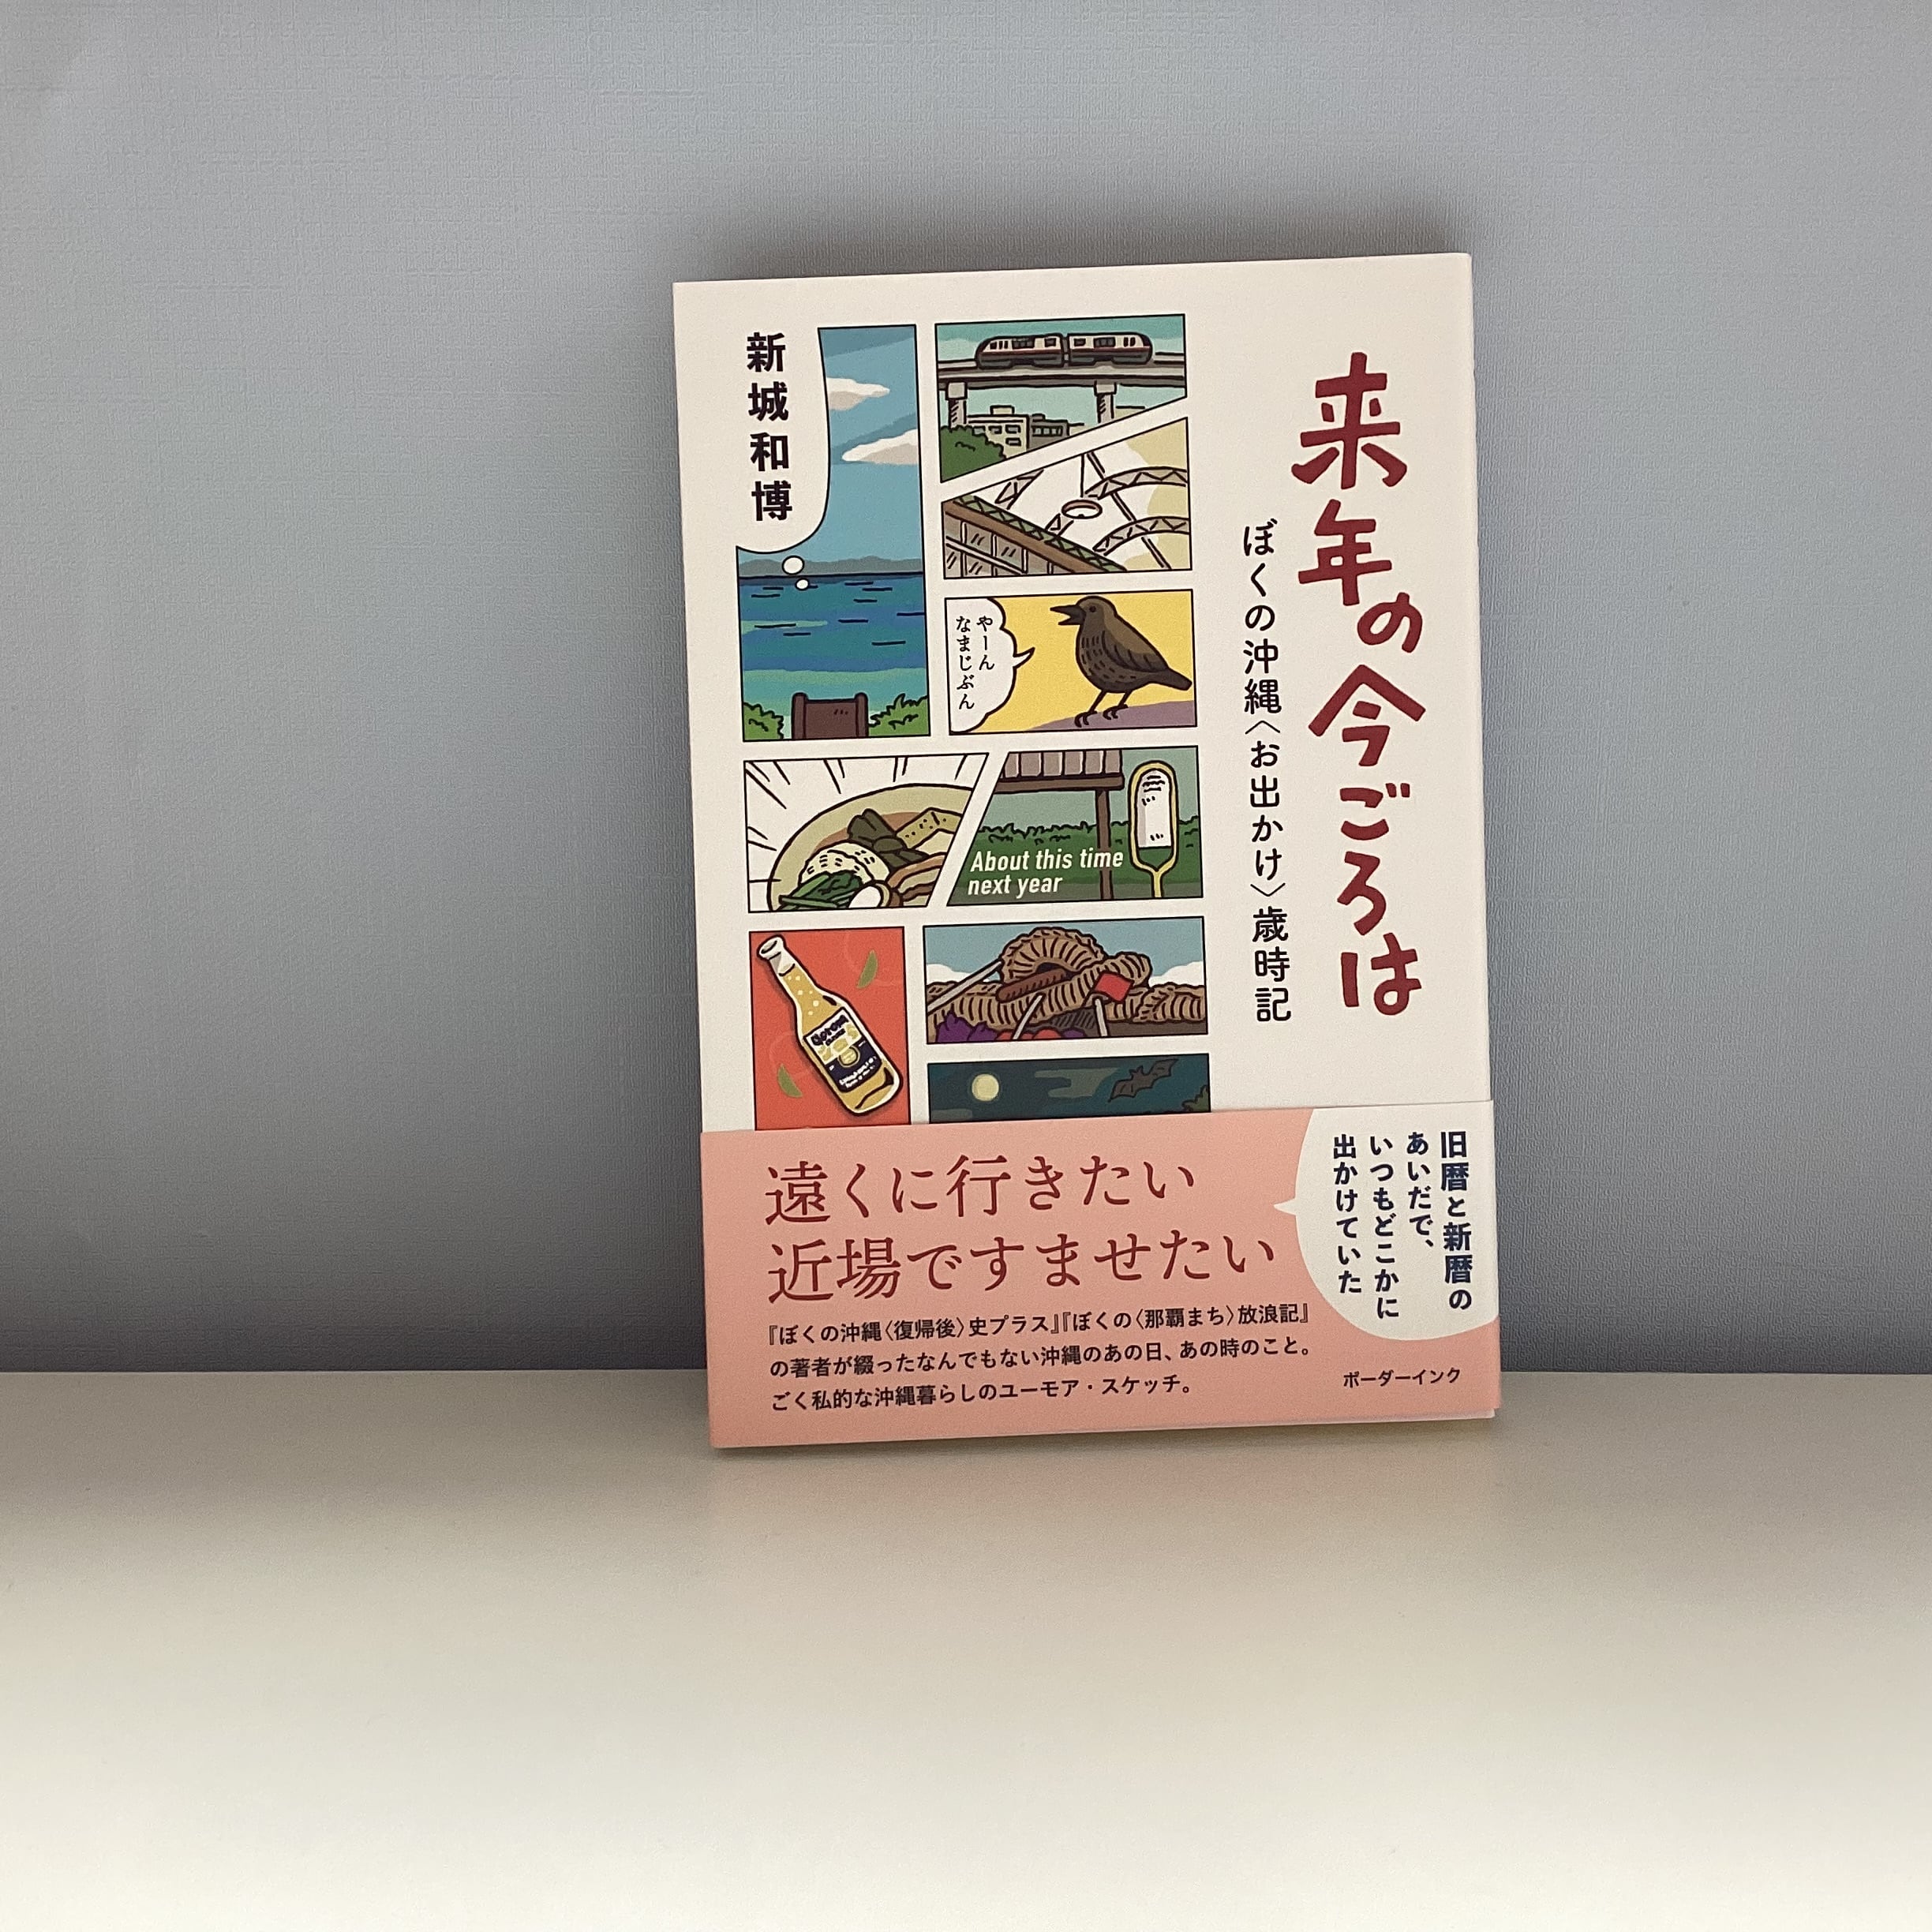 来年の今ごろは
ぼくの沖縄〈お出かけ〉歳時記
新城和博
やーん
なまじぶん
About this time
next year
旧暦と新暦の
あいだで、
いつもどこかに
出かけていた
遠くに行きたい
近場ですませたい
『ぼくの沖縄〈復帰後〉史プラス』『ぼくの〈那覇まち〉放浪記』
の著者が綴ったなんでもない沖縄のあの日、あの時のこと。
ごく私的な沖縄暮らしのユーモア・スケッチ。
ボーダーインク